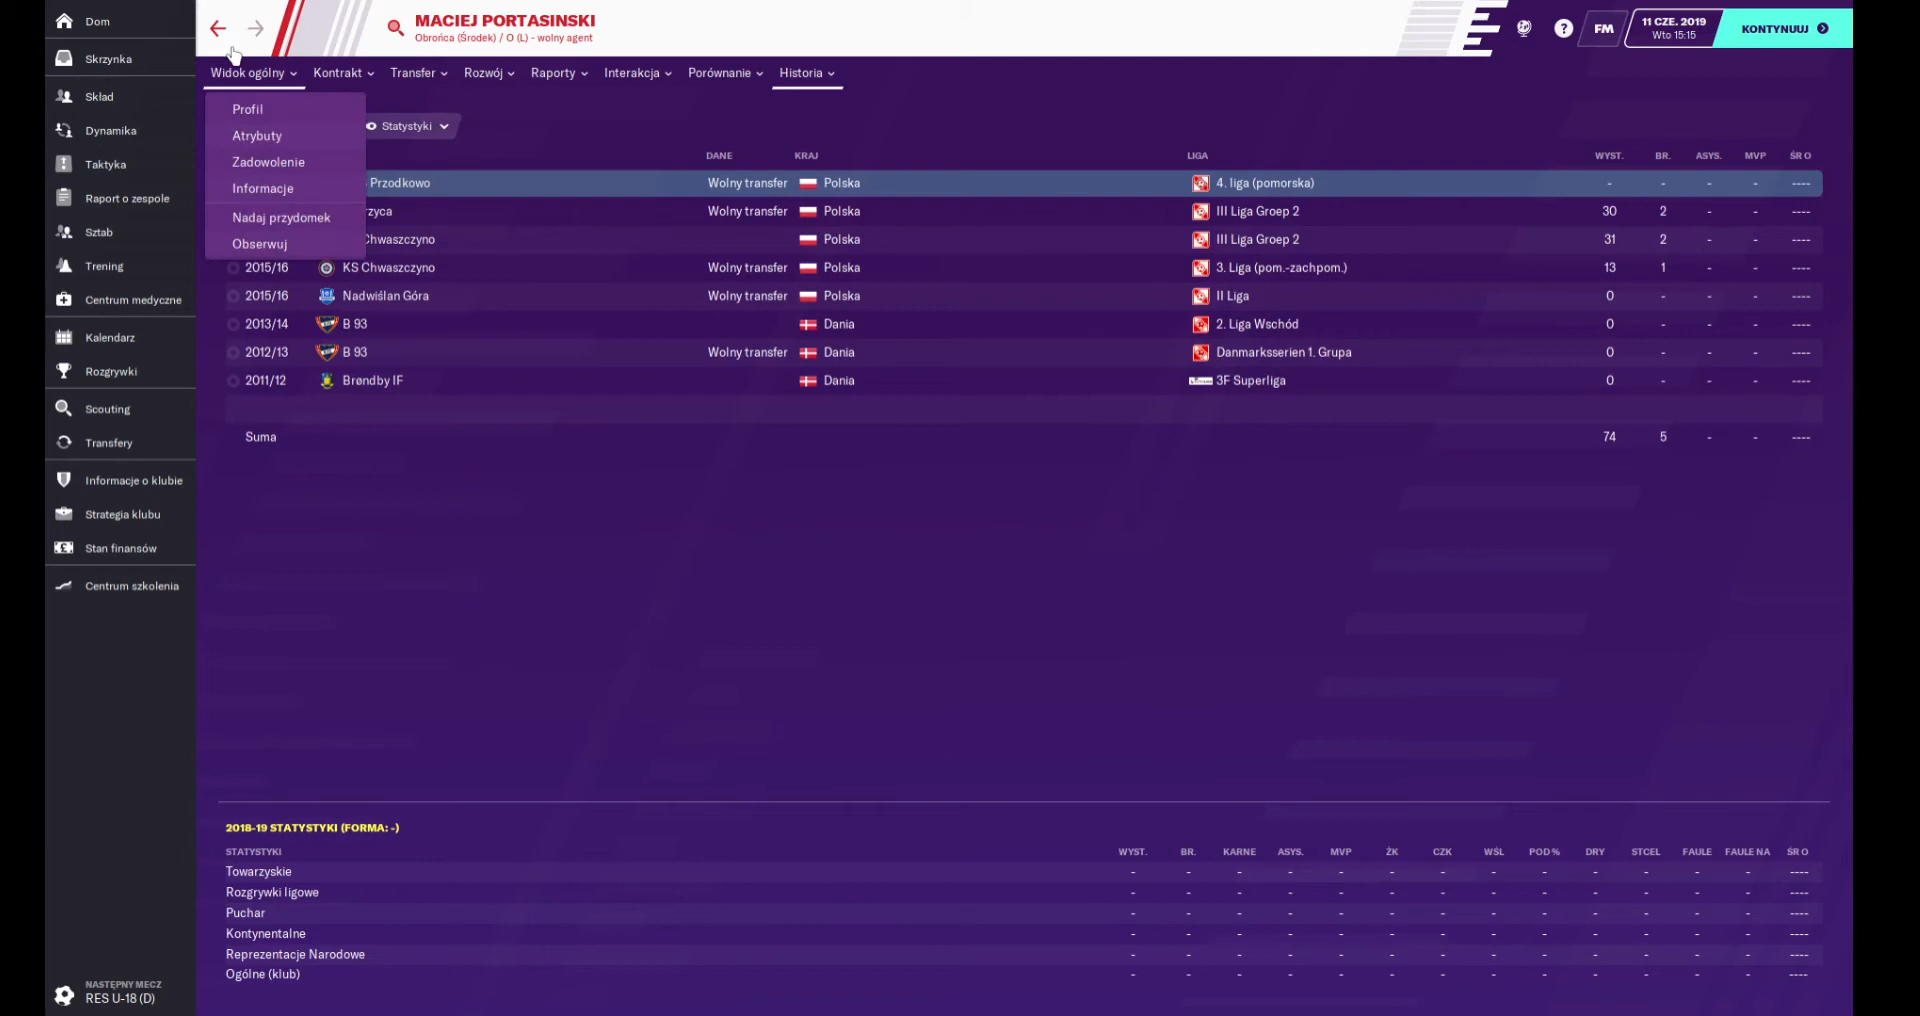 Dom
Skrzynka
Skład
Dynamika
Taktyka
Raport o zespole
Sztab
Trening
Centrum medyczne
Kalendarz
Rozgrywki
Scouting
Transfery
Informacje o klubie
Strategia klubu
Stan finansów
Centrum szkolenia
NASTĘPNY MECZ
RES U-18 (D)
MACIEJ PORTASINSKI
Obrońca (Środek) / O (L) - wolny agent
FM
11 CZE. 2019
Wto 15:15
KONTYNUUJ
Widok ogólny Kontrakt Transfer Rozwój Raporty Interakcja Porównanie Historia
Profil
Atrybuty
Zadowolenie
Informacje
Nadaj przydomek
Obserwuj
Statystyki
DANE KRAJ LIGA WYST. BR. ASYS. MVP ŚR O
Przodkowo Wolny transfer Polska 4. liga (pomorska) - - - - ----
rzyca Wolny transfer Polska III Liga Groep 2 30 2 - - ----
Chwaszczyno Polska III Liga Groep 2 31 2 - - ----
2015/16 KS Chwaszczyno Wolny transfer Polska 3. Liga (pom.-zachpom.) 13 1 - - ----
2015/16 Nadwiślan Góra Wolny transfer Polska II Liga 0 - - - ----
2013/14 B 93 Dania 2. Liga Wschód 0 - - - ----
2012/13 B 93 Wolny transfer Dania Danmarksserien 1. Grupa 0 - - - ----
2011/12 Brøndby IF Dania 3F Superliga 0 - - - ----
Suma 74 5 - - ----
2018-19 STATYSTYKI (FORMA: -)
STATYSTYKI WYST. BR. KARNE ASYS. MVP ŻK CZK WŚL POD % DRY STCEL FAULE FAULE NA ŚR O
Towarzyskie - - - - - - - - - - - - - ----
Rozgrywki ligowe - - - - - - - - - - - - - ----
Puchar - - - - - - - - - - - - - ----
Kontynentalne - - - - - - - - - - - - - ----
Reprezentacje Narodowe - - - - - - - - - - - - - ----
Ogólne (klub) - - - - - - - - - - - - - ----